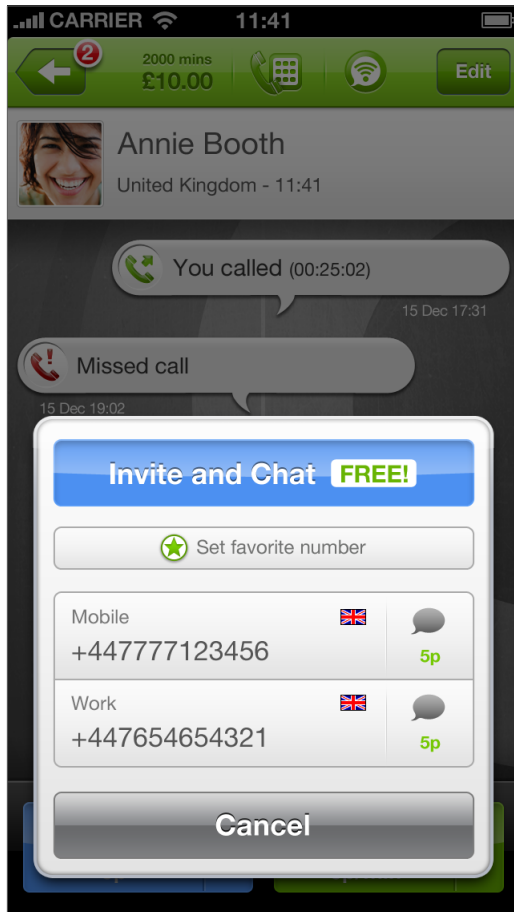 CARRIER 11:41
2
2000 mins
£10.00
Edit
Annie Booth
United Kingdom - 11:41
You called (00:25:02)
15 Dec 17:31
Missed call
15 Dec 19:02
Invite and Chat FREE!
Set favorite number
Mobile
+447777123456
5p
Work
+447654654321
5p
Cancel